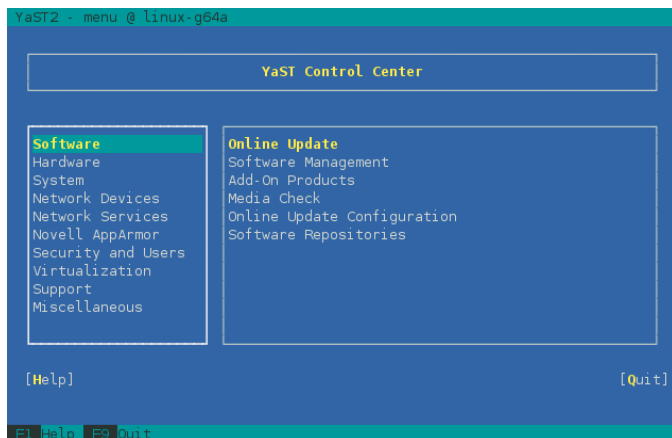 YaST2 - menu @ linux-g64a
YaST Control Center
Software
Hardware
System
Network Devices
Network Services
Novell AppArmor
Security and Users
Virtualization
Support
Miscellaneous
Online Update
Software Management
Add-On Products
Media Check
Online Update Configuration
Software Repositories
[Help] [Quit]
F1 Help F9 Quit